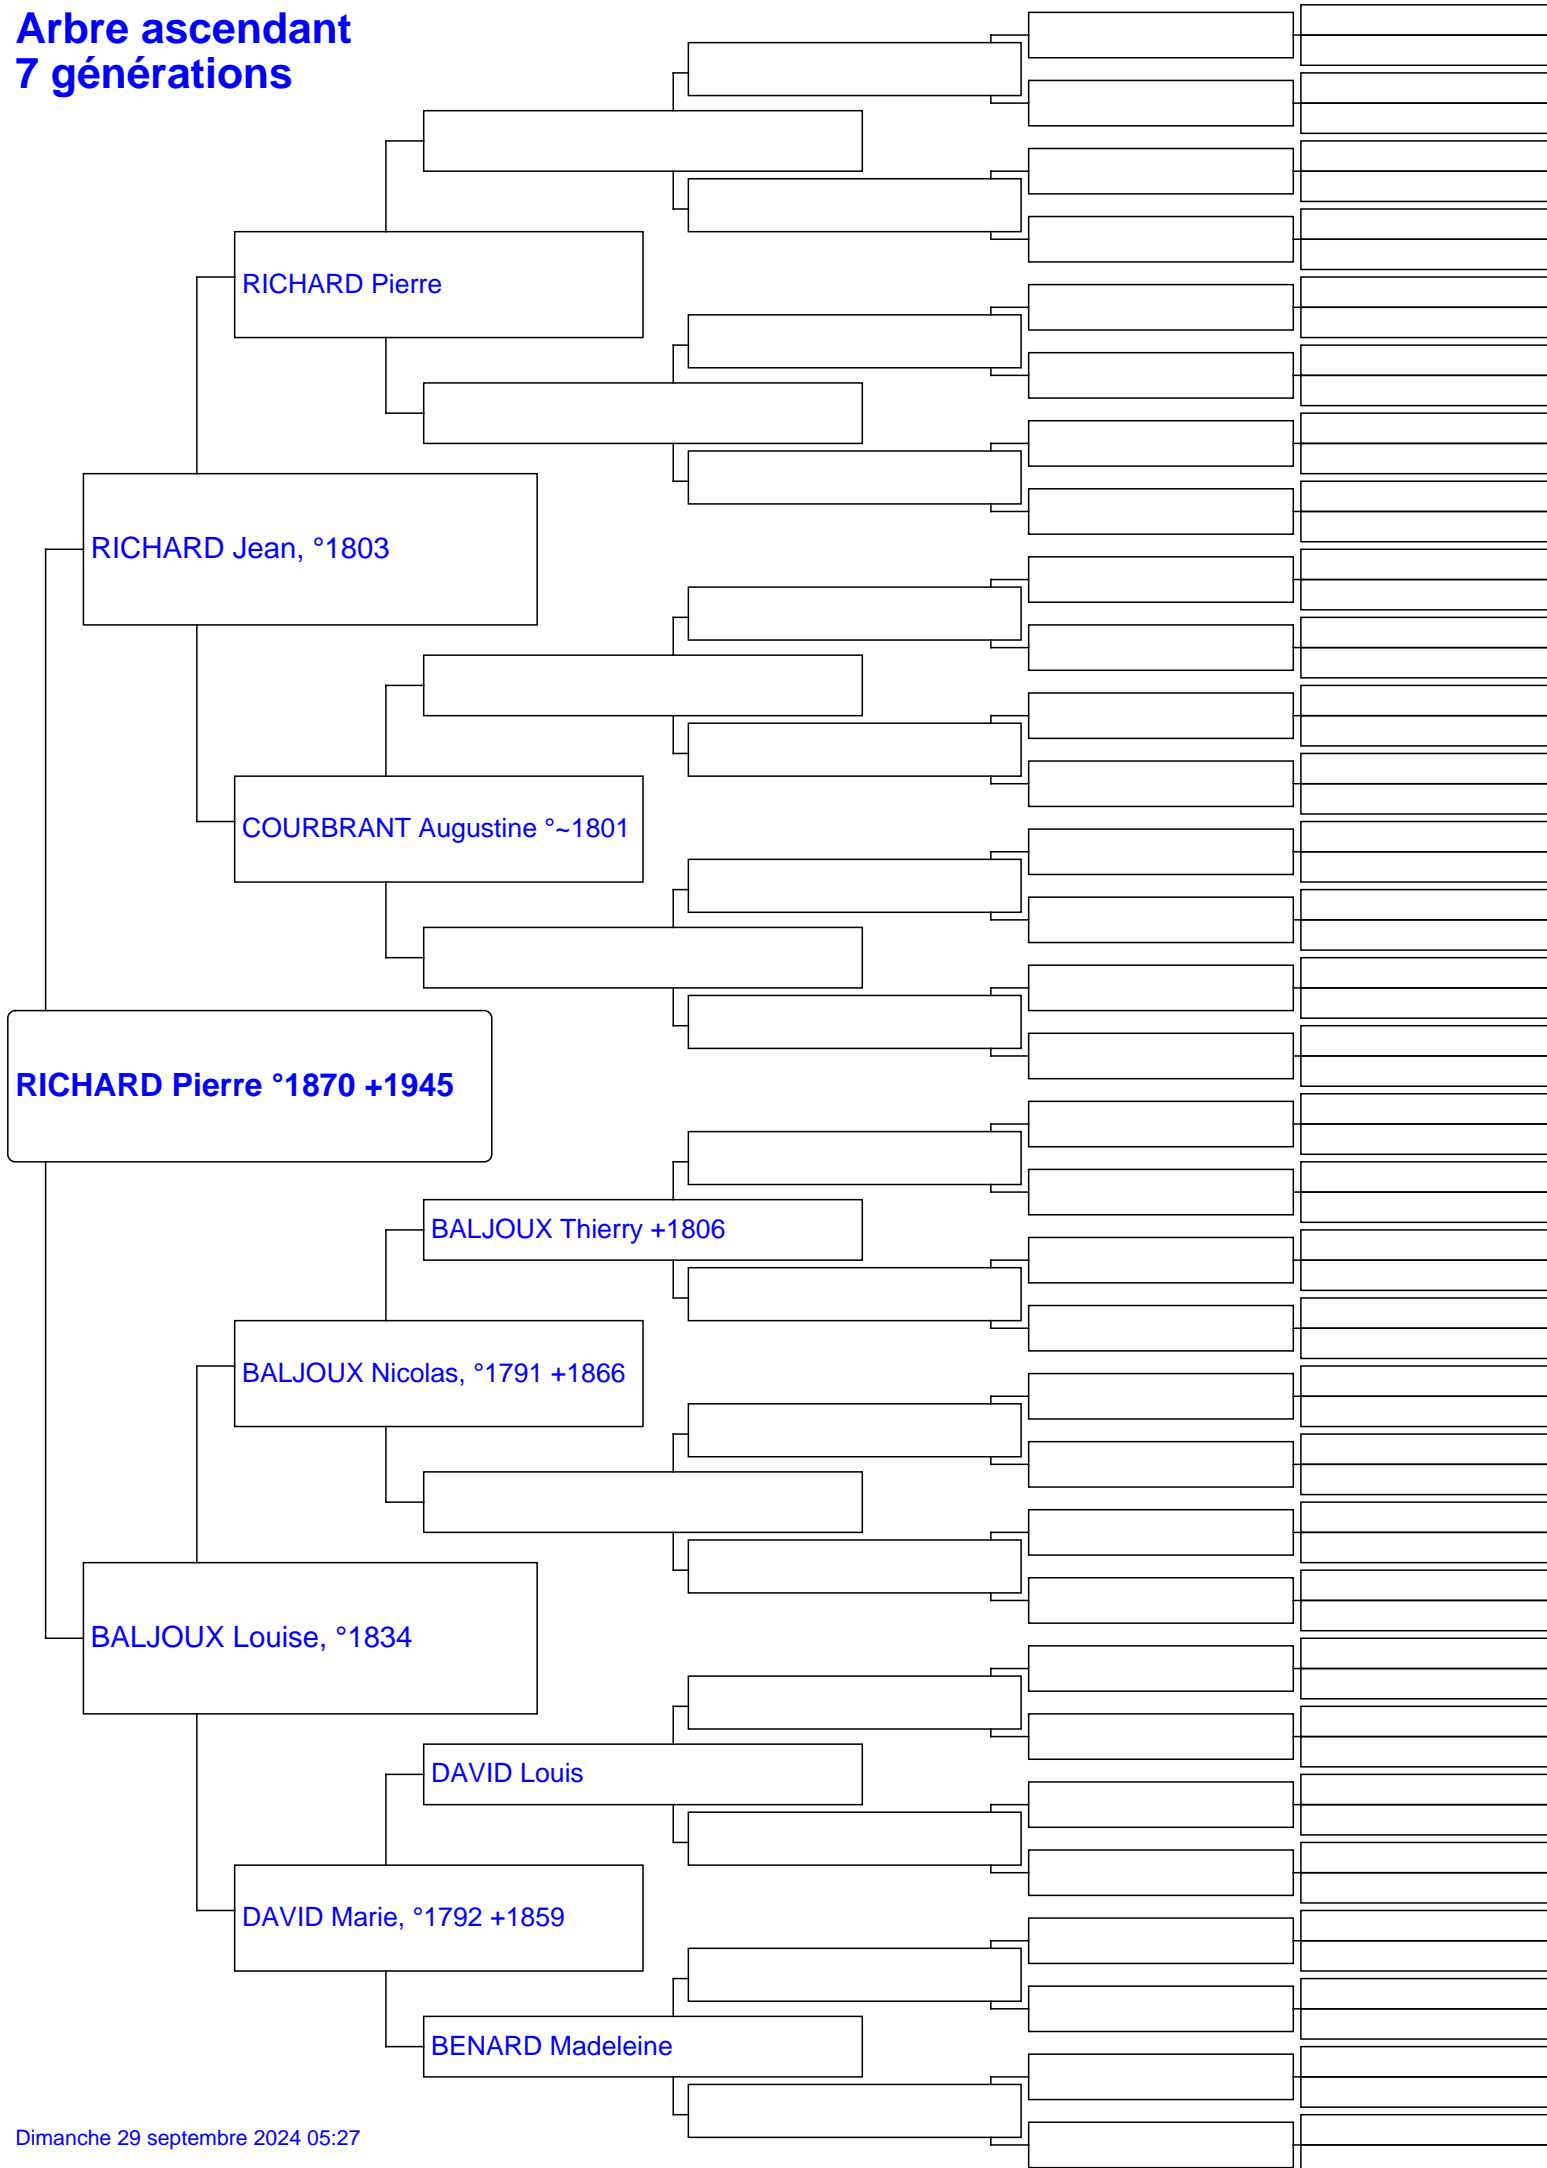 Arbre ascendant
7 générations
RICHARD Pierre
RICHARD Jean, °1803
COURBRANT Augustine °~1801
RICHARD Pierre °1870 +1945
BALJOUX Thierry +1806
BALJOUX Nicolas, °1791 +1866
BALJOUX Louise, °1834
DAVID Louis
DAVID Marie, °1792 +1859
BENARD Madeleine
Dimanche 29 septembre 2024 05:27